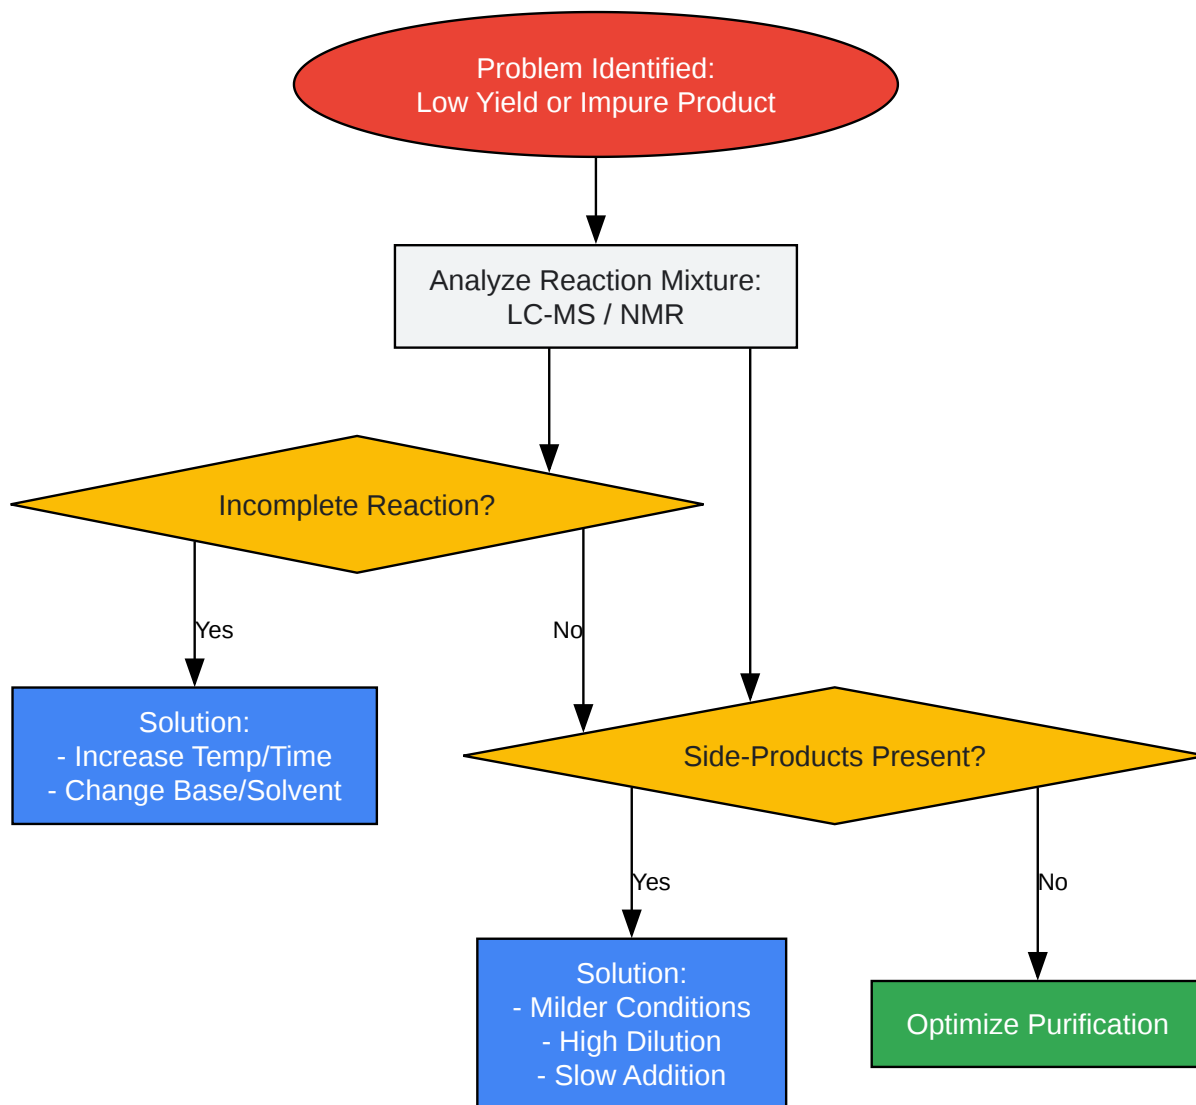 Problem Identified:
Low Yield or Impure Product
Analyze Reaction Mixture:
LC-MS / NMR
Incomplete Reaction?
Yes
No
Solution:
- Increase Temp/Time
- Change Base/Solvent
Side-Products Present?
Yes
No
Solution:
- Milder Conditions
- High Dilution
- Slow Addition
Optimize Purification